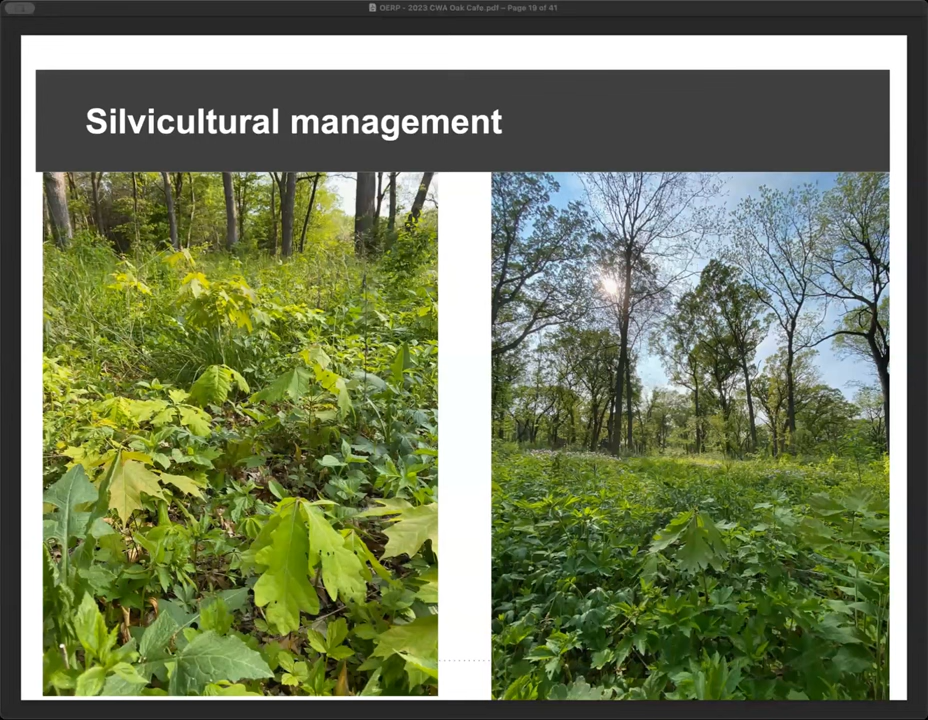 OERP - 2023 CWA Oak Cafe.pdf – Page 19 of 41
Silvicultural management